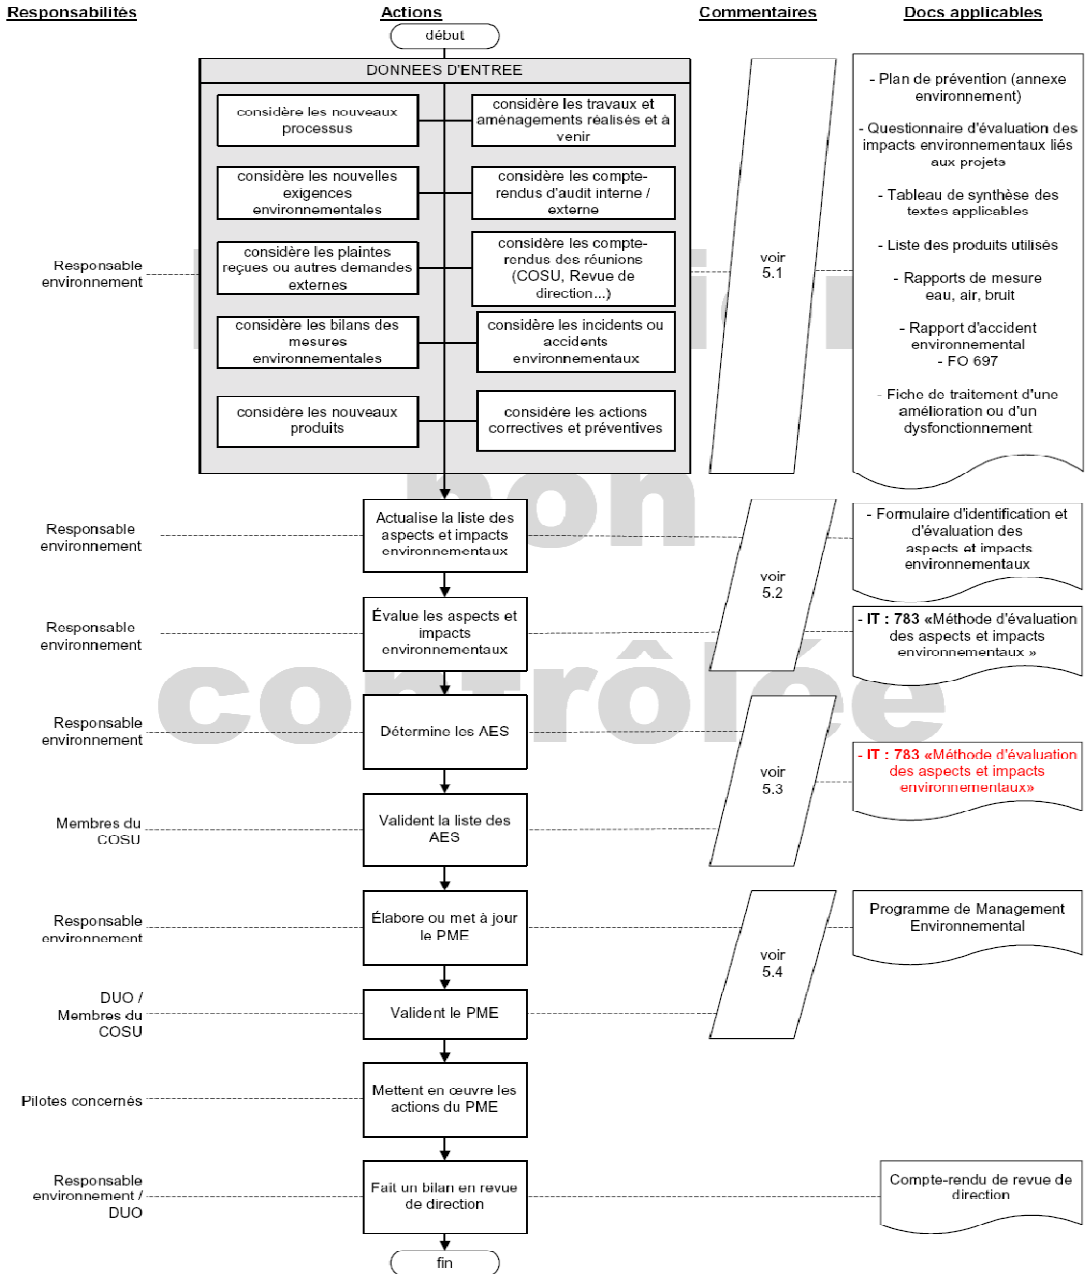 Responsabilités
Actions
Commentaires
Docs applicables
début
DONNEES D'ENTREE
considère les nouveaux
processus
considère les travaux et
aménagements réalisés et à
venir
considère les nouvelles
exigences
environnementales
considère les compte-
rendus d'audit interne /
externe
considère les plaintes
reçues ou autres demandes
externes
considère les compte-
rendus des réunions
(COSU, Revue de
direction...)
considère les bilans des
mesures
environnementales
considère les incidents ou
accidents
environnementaux
considère les nouveaux
produits
considère les actions
correctives et préventives
Responsable
environnement
voir
5.1
- Plan de prévention (annexe
environnement)
- Questionnaire d'évaluation des
impacts environnementaux liés
aux projets
- Tableau de synthèse des
textes applicables
- Liste des produits utilisés
- Rapports de mesure
eau, air, bruit
- Rapport d'accident
environnemental
- FO 697
- Fiche de traitement d'une
amélioration ou d'un
dysfonctionnement
non
Responsable
environnement
Actualise la liste des
aspects et impacts
environnementaux
voir
5.2
- Formulaire d'identification et
d'évaluation des
aspects et impacts
environnementaux
Responsable
environnement
Évalue les aspects et
impacts
environnementaux
- IT : 783 «Méthode d'évaluation
des aspects et impacts
environnementaux »
contrôlée
Responsable
environnement
Détermine les AES
voir
5.3
- IT : 783 «Méthode d'évaluation
des aspects et impacts
environnementaux»
Membres du
COSU
Valident la liste des
AES
Responsable
environnement
Élabore ou met à jour
le PME
voir
5.4
Programme de Management
Environnemental
DUO /
Membres du
COSU
Valident le PME
Pilotes concernés
Mettent en œuvre les
actions du PME
Responsable
environnement /
DUO
Fait un bilan en revue
de direction
Compte-rendu de revue de
direction
fin